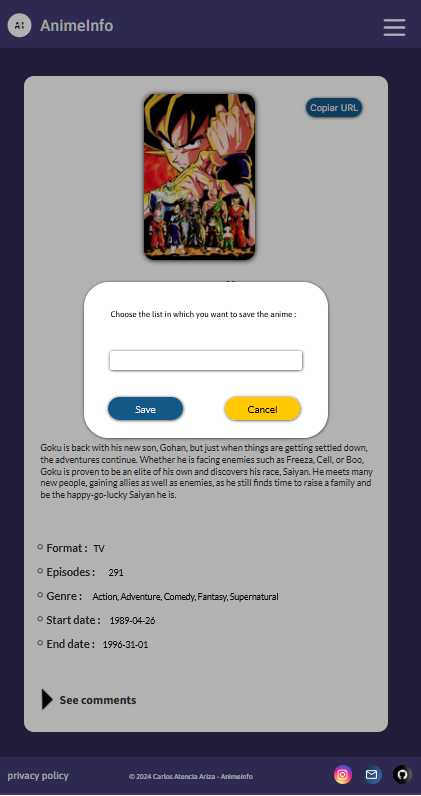 AI AnimeInfo
Copiar URL
Choose the list in which you want to save the anime :
Save Cancel
Goku is back with his new son, Gohan, but just when things are getting settled down,
the adventures continue. Whether he is facing enemies such as Freeza, Cell, or Boo,
Goku is proven to be an elite of his own and discovers his race, Saiyan. He meets many
new people, gaining allies as well as enemies, as he still finds time to raise a family and
be the happy-go-lucky Saiyan he is.
Format : TV
Episodes : 291
Genre : Action, Adventure, Comedy, Fantasy, Supernatural
Start date : 1989-04-26
End date : 1996-31-01
See comments
privacy policy © 2024 Carlos Atencia Ariza - AnimeInfo